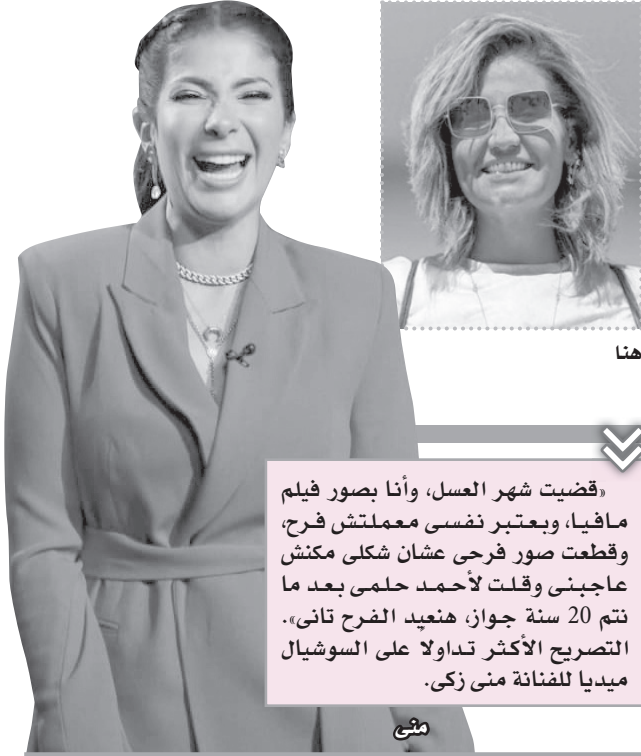 هنا
«قضيت شهر العسل، وأنا بصور فيلم
مافيا، وبعتبر نفسى معملتش فرح،
وقطعت صور فرحى عشان شكلى مكنش
عاجبنى وقلت لأحمد حلمى بعد ما
نتم 20 سنة جواز، هنعيد الفرح تانى».
التصريح الأكثر تداولاً على السوشيال
ميديا للفنانة منى زكى.
منى